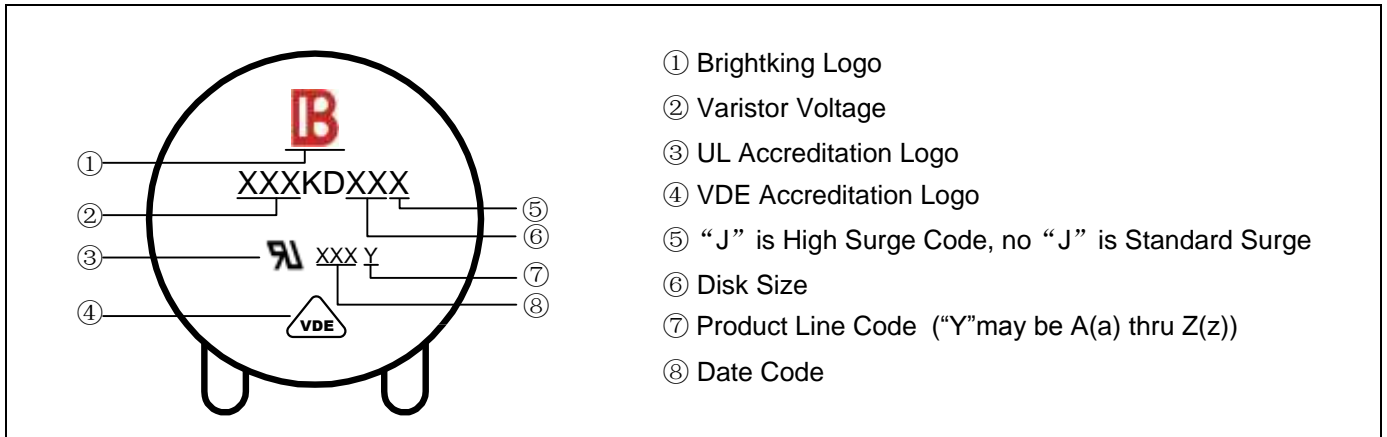 B
① XXXKDXXX
② ⑤
⑥
③ RU XXX Y
⑦
④ VDE ⑧
① Brightking Logo
② Varistor Voltage
③ UL Accreditation Logo
④ VDE Accreditation Logo
⑤ “J” is High Surge Code, no “J” is Standard Surge
⑥ Disk Size
⑦ Product Line Code (“Y”may be A(a) thru Z(z))
⑧ Date Code